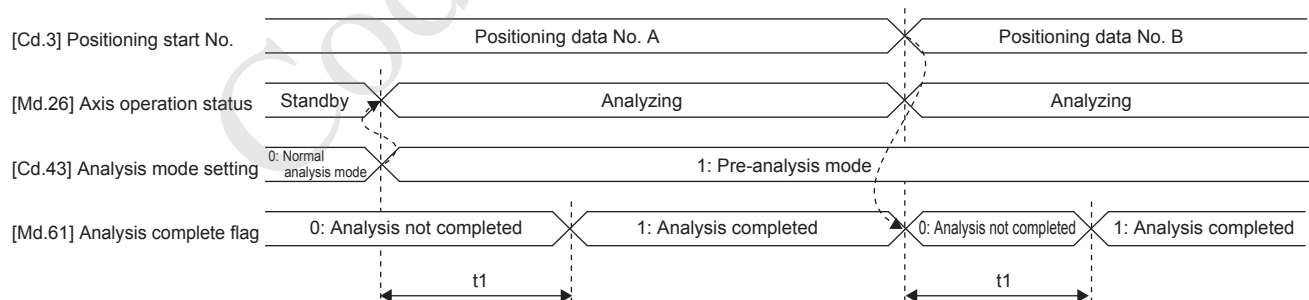 [Cd.3] Positioning start No.
Positioning data No. A
Positioning data No. B
[Md.26] Axis operation status
Standby
Analyzing
Analyzing
[Cd.43] Analysis mode setting
0: Normal
analysis mode
1: Pre-analysis mode
[Md.61] Analysis complete flag
0: Analysis not completed
1: Analysis completed
0: Analysis not completed
1: Analysis completed
t1
t1